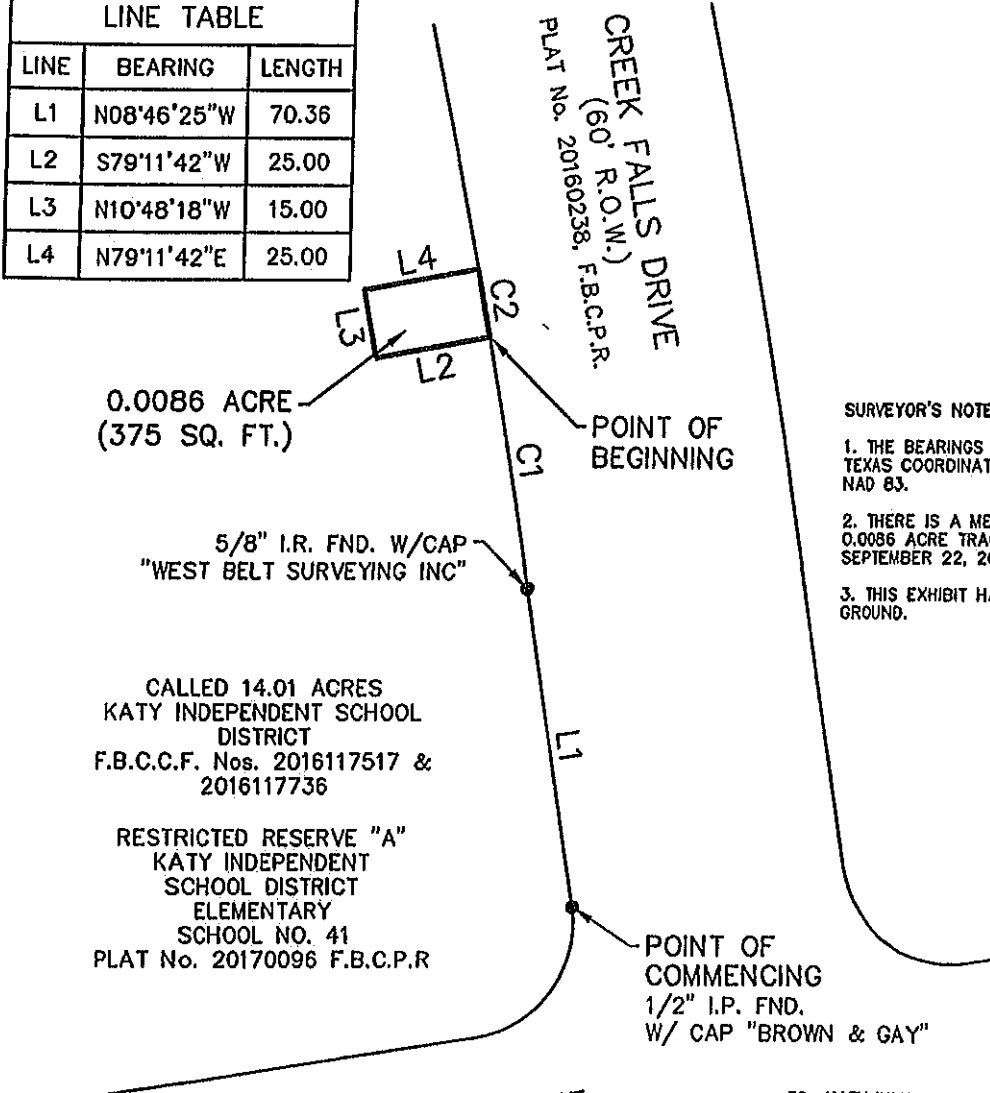 LINE TABLE
LINE BEARING LENGTH
L1 N08°46'25"W 70.36
L2 S79°11'42"W 25.00
L3 N10°48'18"W 15.00
L4 N79°11'42"E 25.00
CREEK FALLS DRIVE
(60' R.O.W.)
PLAT No. 20160238, F.B.C.P.R.
L4
C2
L3
L2
0.0086 ACRE
(375 SQ. FT.)
POINT OF
BEGINNING
C1
5/8" I.R. FND. W/CAP
"WEST BELT SURVEYING INC"
SURVEYOR'S NOTE
1. THE BEARINGS
TEXAS COORDINAT
NAD 83.
2. THERE IS A ME
0.0086 ACRE TRA
SEPTEMBER 22, 20
3. THIS EXHIBIT HA
GROUND.
CALLED 14.01 ACRES
KATY INDEPENDENT SCHOOL
DISTRICT
F.B.C.C.F. Nos. 2016117517 &
2016117736
L1
RESTRICTED RESERVE "A"
KATY INDEPENDENT
SCHOOL DISTRICT
ELEMENTARY
SCHOOL NO. 41
PLAT No. 20170096 F.B.C.P.R
POINT OF
COMMENCING
1/2" I.P. FND.
W/ CAP "BROWN & GAY"